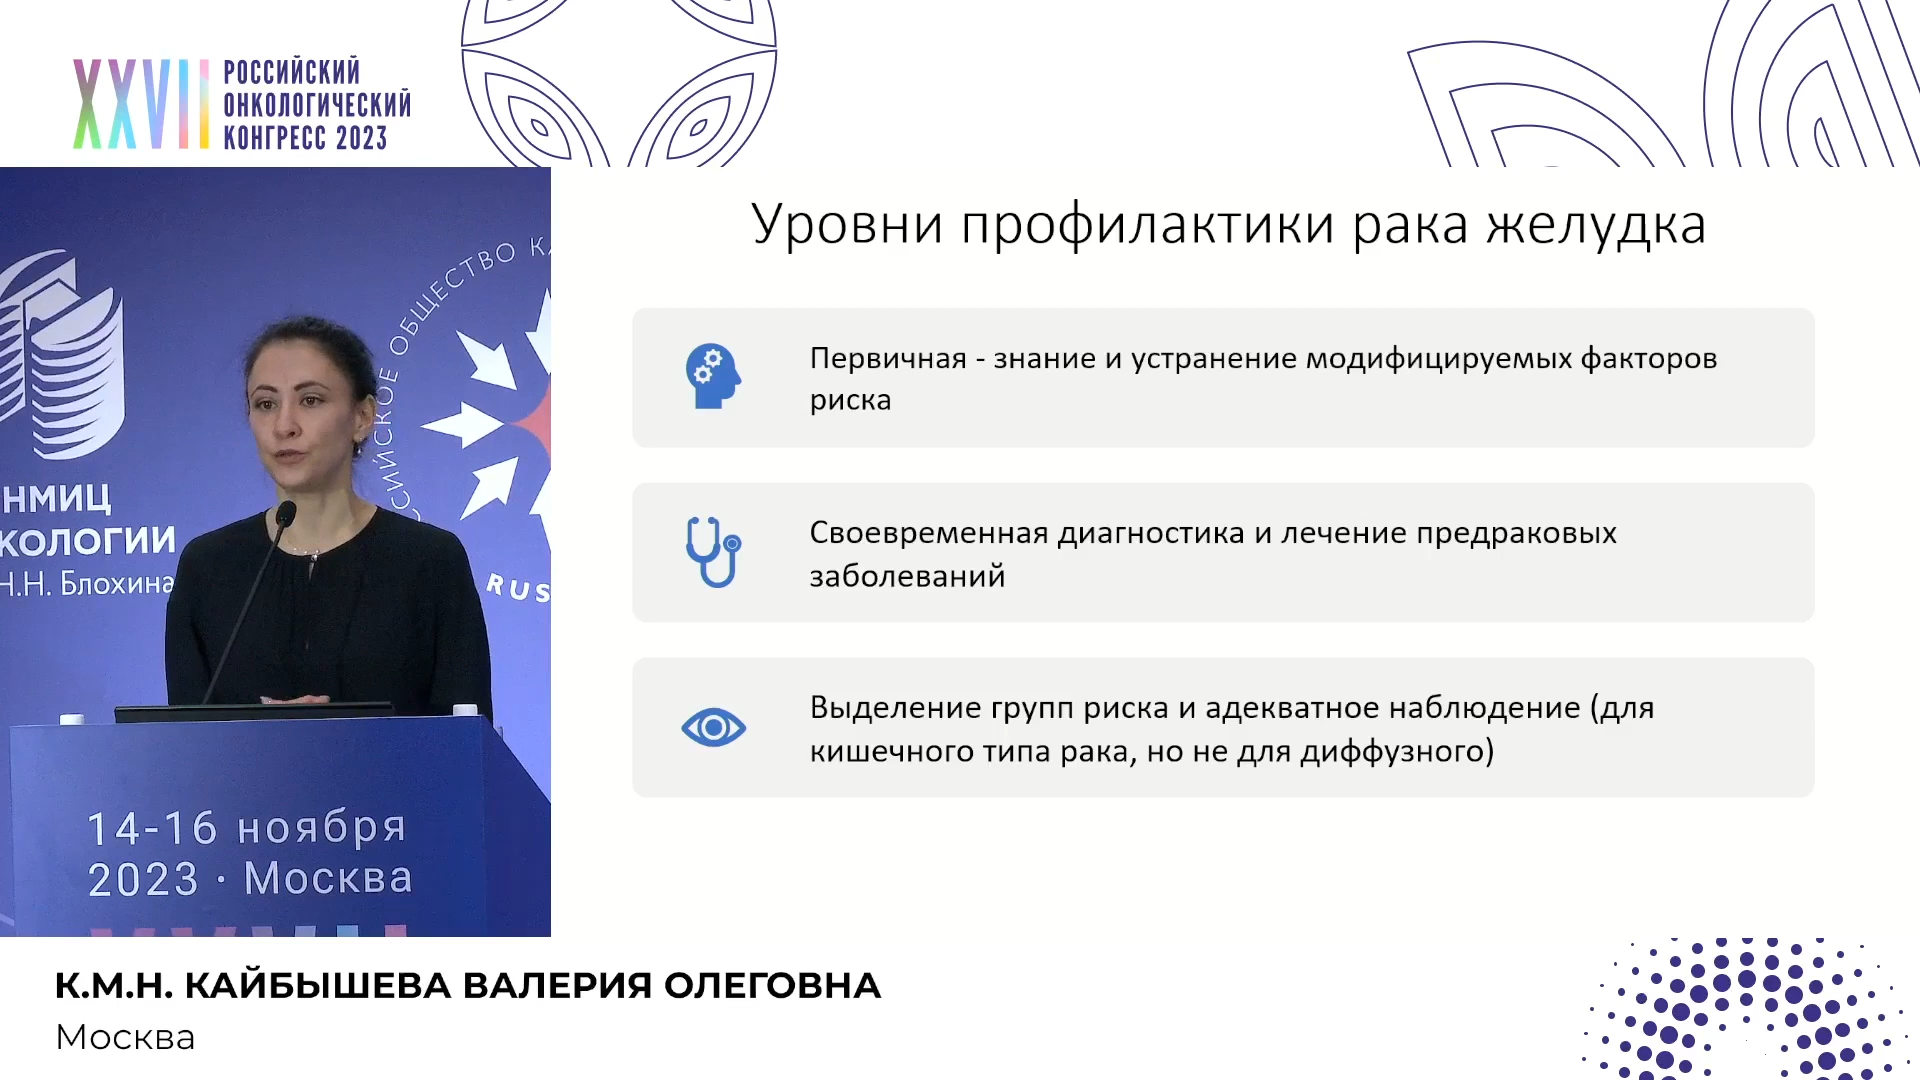 XXVII
РОССИЙСКИЙ
ОНКОЛОГИЧЕСКИЙ
КОНГРЕСС 2023
Уровни профилактики рака желудка
Первичная - знание и устранение модифицируемых факторов
риска
Своевременная диагностика и лечение предраковых
заболеваний
Выделение групп риска и адекватное наблюдение (для
кишечного типа рака, но не для диффузного)
НМИЦ
КОЛОГИИ
Н.Н. Блохина
ССИЙСКОЕ ОБЩЕСТВО К
RUS
14-16 ноября
2023 · Москва
К.М.Н. КАЙБЫШЕВА ВАЛЕРИЯ ОЛЕГОВНА
Москва